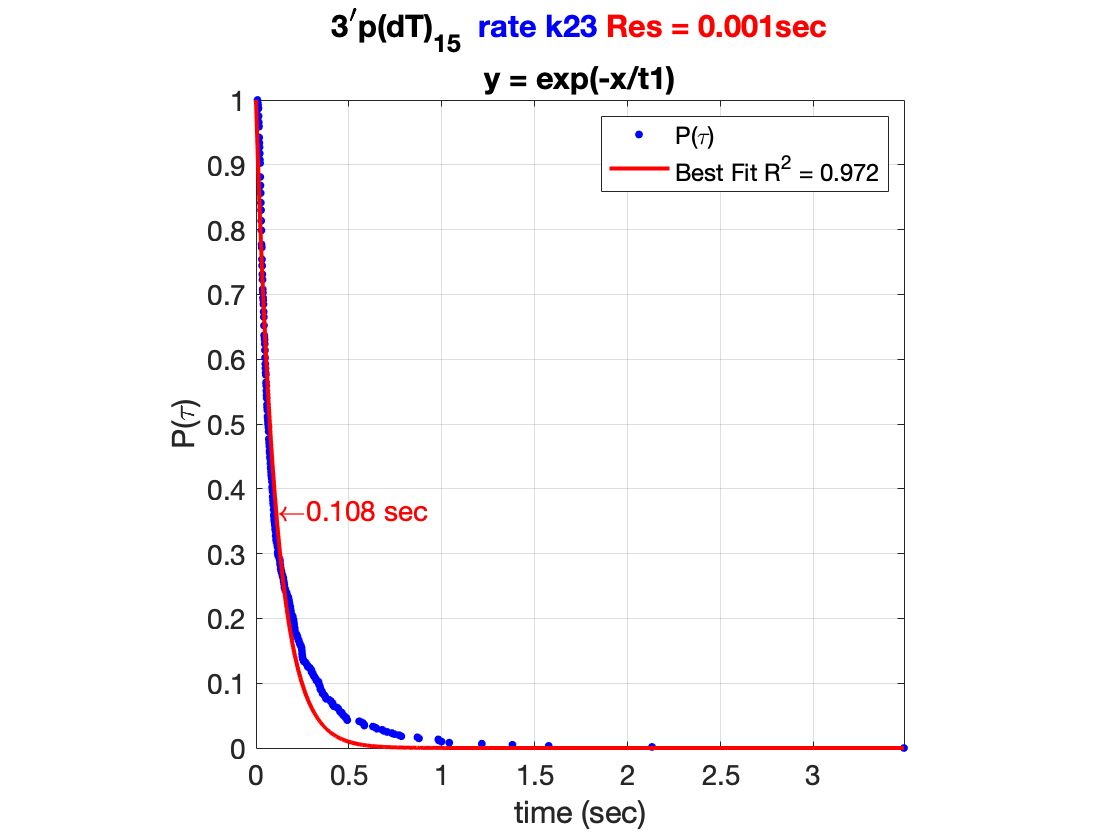 3′p(dT)₁₅ rate k23 Res = 0.001sec
y = exp(-x/t1)
P(τ)
Best Fit R² = 0.972
1
0.9
0.8
0.7
0.6
0.5
0.4
0.3
0.2
0.1
0
P(τ)
←0.108 sec
0
0.5
1
1.5
2
2.5
3
time (sec)